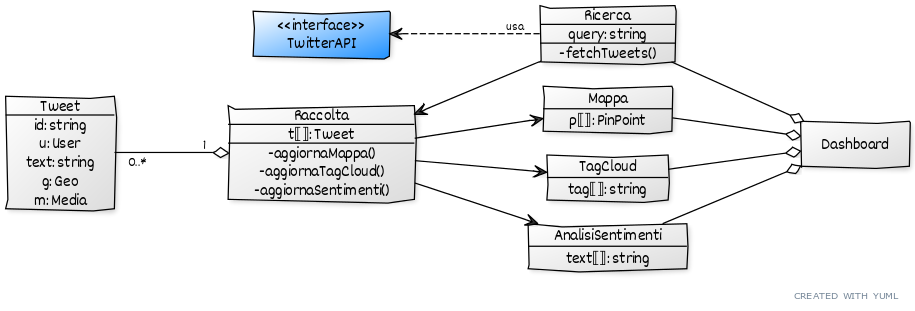 <<interface>>
TwitterAPI
usa
Ricerca
query: string
-fetchTweets()
Tweet
id: string
u: User
text: string
g: Geo
m: Media
0..*
1
Raccolta
t[]: Tweet
-aggiornaMappa()
-aggiornaTagCloud()
-aggiornaSentimenti()
Mappa
p[]: PinPoint
TagCloud
tag[]: string
AnalisiSentimenti
text[]: string
Dashboard
CREATED WITH YUML